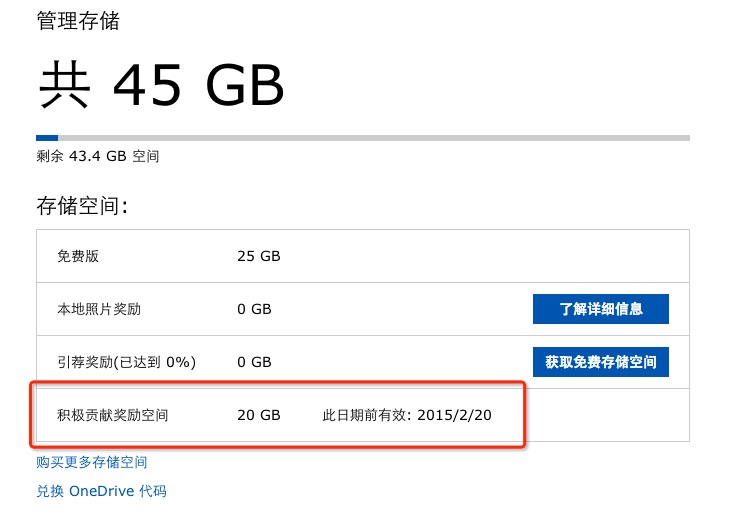 管理存储
共 45 GB
剩余 43.4 GB 空间
存储空间:
免费版 25 GB
本地照片奖励 0 GB 了解详细信息
引荐奖励(已达到 0%) 0 GB 获取免费存储空间
积极贡献奖励空间 20 GB 此日期前有效: 2015/2/20
购买更多存储空间
兑换 OneDrive 代码